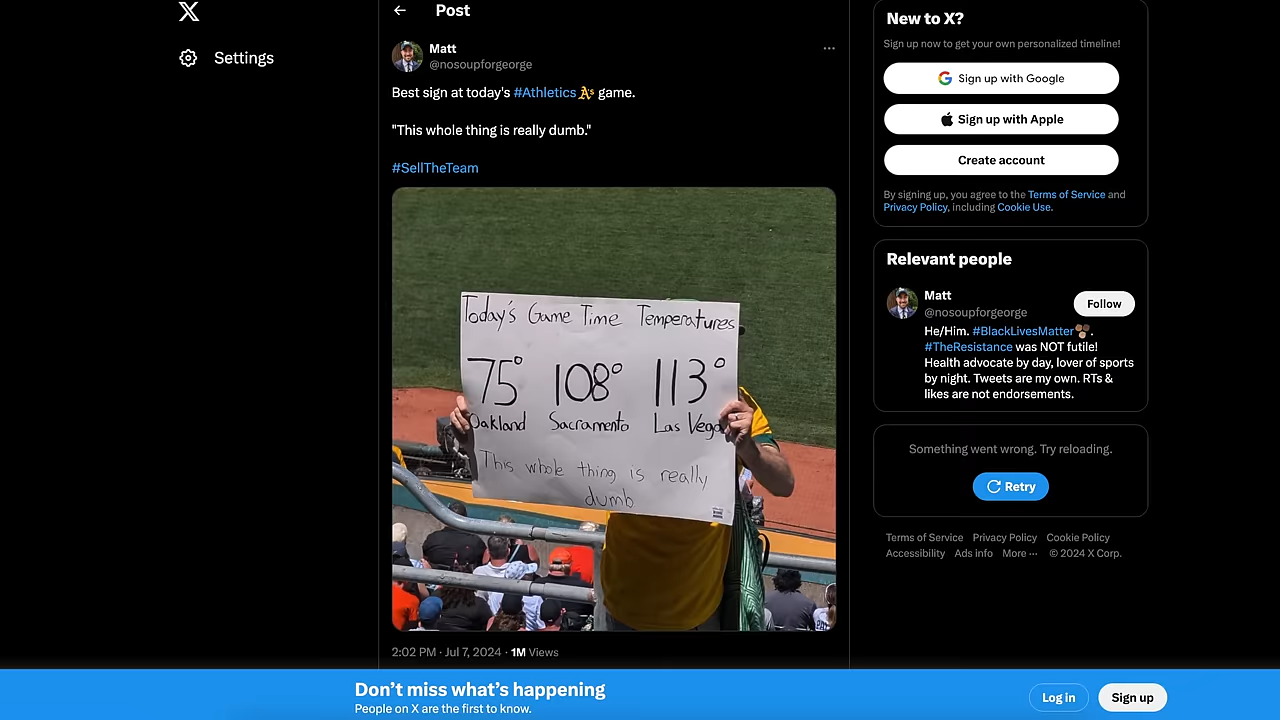 Settings
Post
Matt
@nosoupforgeorge
Best sign at today's #Athletics A's game.
"This whole thing is really dumb."
#SellTheTeam
Today's Game Time Temperatures
75° 108° 113°
Oakland Sacramento Las Vegas
This whole thing is really
dumb
2:02 PM · Jul 7, 2024 · 1M Views
New to X?
Sign up now to get your own personalized timeline!
Sign up with Google
Sign up with Apple
Create account
By signing up, you agree to the Terms of Service and
Privacy Policy, including Cookie Use.
Relevant people
Matt
@nosoupforgeorge
Follow
He/Him. #BlackLivesMatter.
#TheResistance was NOT futile!
Health advocate by day, lover of sports
by night. Tweets are my own. RTs &
likes are not endorsements.
Something went wrong. Try reloading.
Retry
Terms of Service Privacy Policy Cookie Policy
Accessibility Ads info More ··· © 2024 X Corp.
Don’t miss what’s happening
People on X are the first to know.
Log in
Sign up